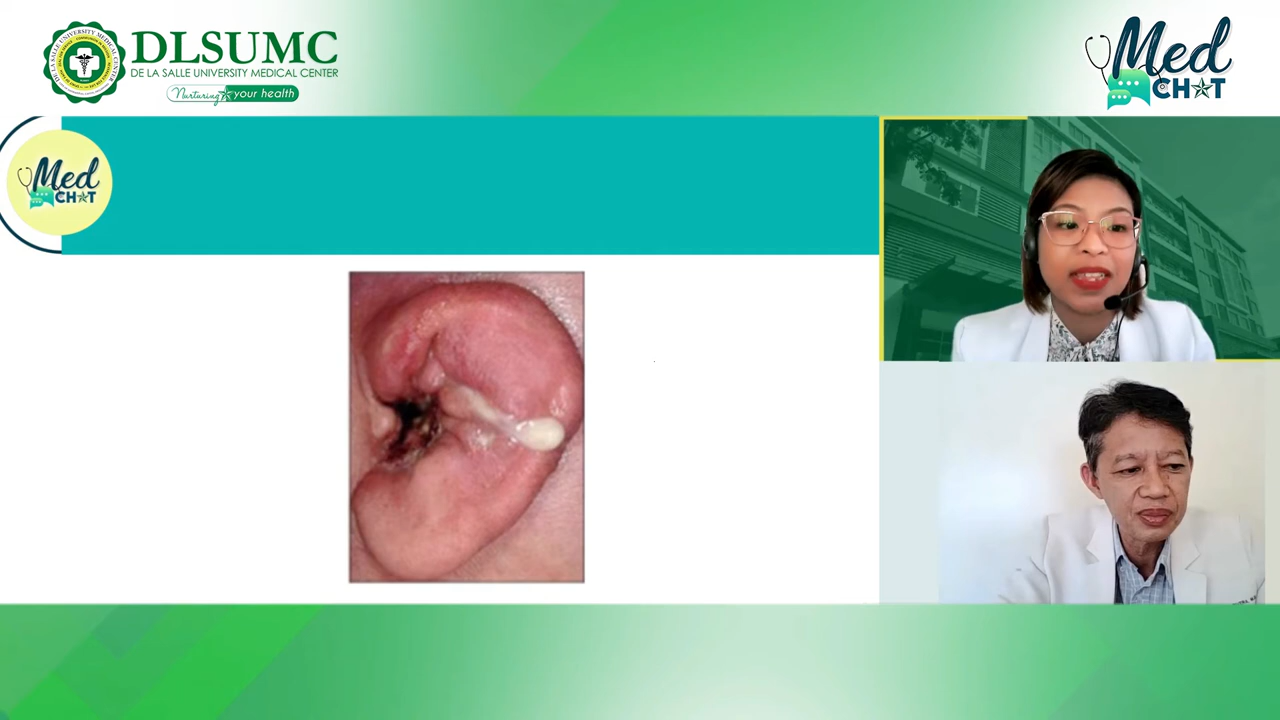 DLSUMC
DE LA SALLE UNIVERSITY MEDICAL CENTER
Nurturing your health
Med
CHAT
Med
CHAT